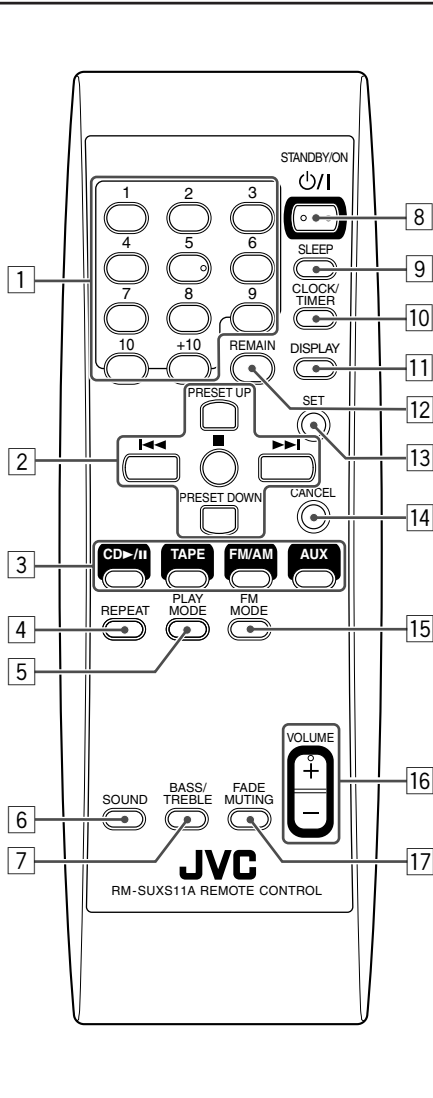 STANDBY/ON
⏻/I
1 2 3
8
SLEEP
4 5 6
9
1
CLOCK/
TIMER
7 8 9
10
10 +10 REMAIN DISPLAY
11
12
PRESET UP SET
13
2
PRESET DOWN CANCEL
14
3
CD►/II TAPE FM/AM AUX
REPEAT PLAY
MODE FM
MODE
4
15
5
VOLUME
+
16
–
SOUND BASS/
TREBLE FADE
MUTING
6
7
17
JVC
RM-SUXS11A REMOTE CONTROL